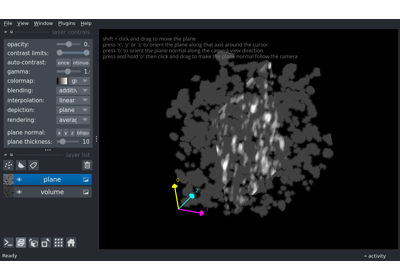 File View Window Plugins Help
layer controls
opacity: 0.
contrast limits:
auto-contrast: once
gamma: 1.
colormap: gr
blending: additiv
interpolation: linear
depiction: plane
rendering: averag
plane normal: x y z
plane thickness: 10
layer list
plane
volume
Ready
activity
shift + click and drag to move the plane
press 'x', 'y' or 'z' to orient the plane along that axis around the cursor
press 'o' to orient the plane normal along the camera view direction
press and hold 'o' then click and drag to make the plane normal follow the camera